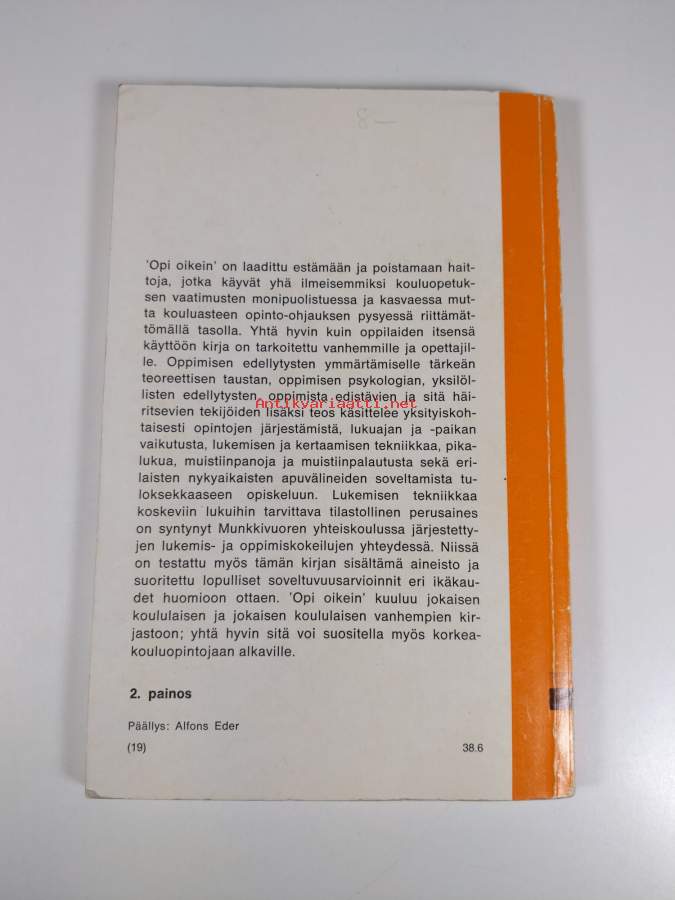 8—
'Opi oikein' on laadittu estämään ja poistamaan hait-
toja, jotka käyvät yhä ilmeisemmiksi kouluopetuk-
sen vaatimusten monipuolistuessa ja kasvaessa mut-
ta kouluasteen opinto-ohjauksen pysyessä riittämät-
tömällä tasolla. Yhtä hyvin kuin oppilaiden itsensä
käyttöön kirja on tarkoitettu vanhemmille ja opettajil-
le. Oppimisen edellytysten ymmärtämiselle tärkeän
teoreettisen taustan, oppimisen psykologian, yksilöl-
listen edellytysten, oppimista edistävien ja sitä häi-
Antikvariaatti.net
ritsevien tekijöiden lisäksi teos käsittelee yksityiskoh-
taisesti opintojen järjestämistä, lukuajan ja -paikan
vaikutusta, lukemisen ja kertaamisen tekniikkaa, pika-
lukua, muistiinpanoja ja muistiinpalautusta sekä eri-
laisten nykyaikaisten apuvälineiden soveltamista tu-
loksekkaaseen opiskeluun. Lukemisen tekniikkaa
koskeviin lukuihin tarvittava tilastollinen perusaines
on syntynyt Munkkivuoren yhteiskoulussa järjestetty-
jen lukemis- ja oppimiskokeilujen yhteydessä. Niissä
on testattu myös tämän kirjan sisältämä aineisto ja
suoritettu lopulliset soveltuvuusarvioinnit eri ikäkau-
det huomioon ottaen. 'Opi oikein' kuuluu jokaisen
koululaisen ja jokaisen koululaisen vanhempien kir-
jastoon; yhtä hyvin sitä voi suositella myös korkea-
kouluopintojaan alkaville.
2. painos
Päällys: Alfons Eder
(19) 38.6